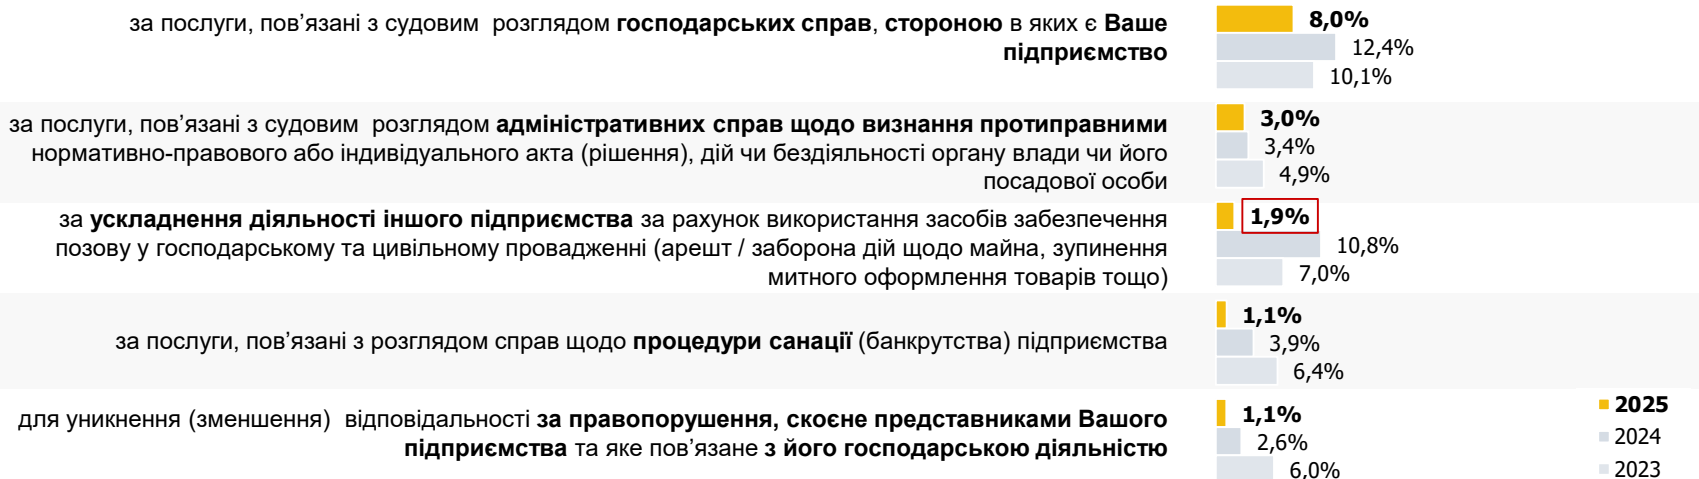 за послуги, пов’язані з судовим розглядом господарських справ, стороною в яких є Ваше
підприємство
8,0%
12,4%
10,1%
за послуги, пов’язані з судовим розглядом адміністративних справ щодо визнання протиправними
нормативно-правового або індивідуального акта (рішення), дій чи бездіяльності органу влади чи його
посадової особи
3,0%
3,4%
4,9%
за ускладнення діяльності іншого підприємства за рахунок використання засобів забезпечення
позову у господарському та цивільному провадженні (арешт / заборона дій щодо майна, зупинення
митного оформлення товарів тощо)
1,9%
10,8%
7,0%
за послуги, пов’язані з розглядом справ щодо процедури санації (банкрутства) підприємства
1,1%
3,9%
6,4%
для уникнення (зменшення) відповідальності за правопорушення, скоєне представниками Вашого
підприємства та яке пов’язане з його господарською діяльністю
1,1%
2,6%
6,0%
2025
2024
2023